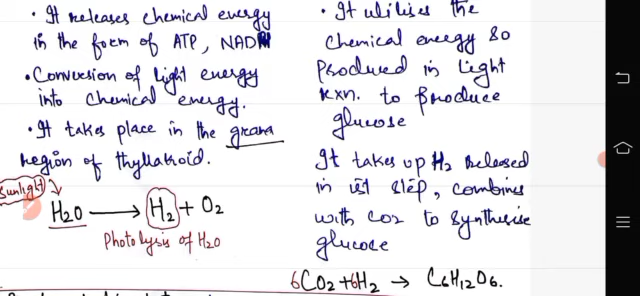 • It releases chemical energy
in the form of ATP, NAD
• Conversion of light energy
into chemical energy.
• It takes place in the grana
region of thyllakoid.
Sunlight
H2O → H2 + O2
Photolysis of H2O
• It utilises the
chemical energy so
produced in light
rxn. to produce
glucose
It takes up H2 released
in ist step, combines
with CO2 to synthesise
glucose
6CO2 + 6H2 → C6H12O6.